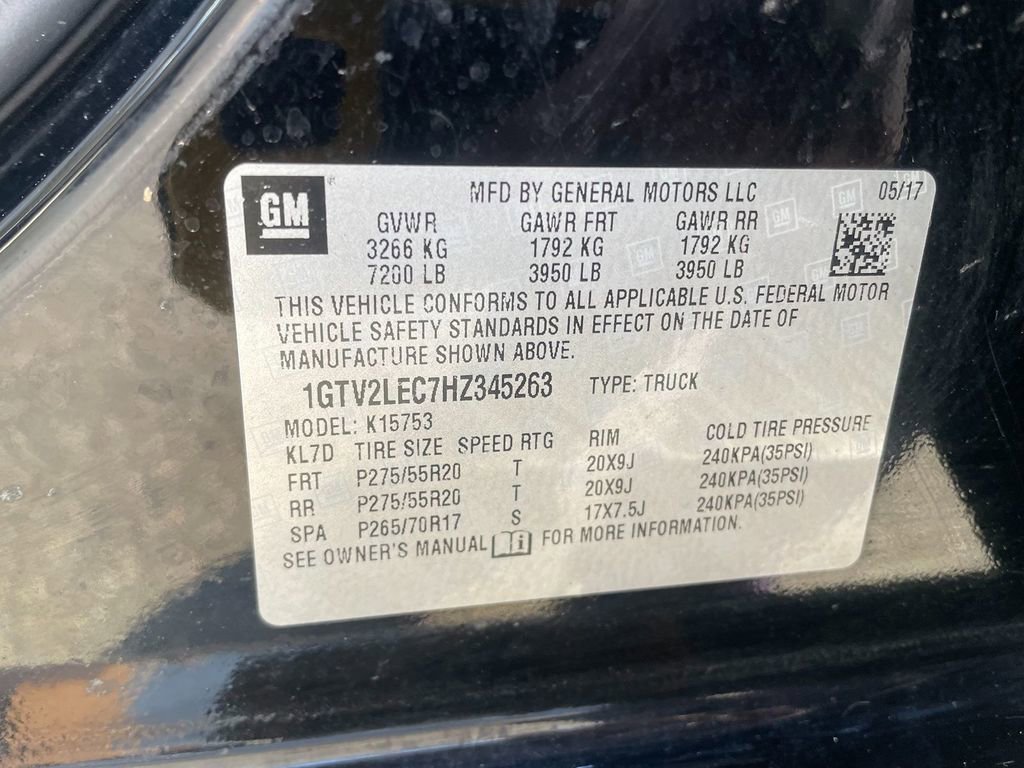 GM MFD BY GENERAL MOTORS LLC 05/17
GVWR GAWR FRT GAWR RR
3266 KG 1792 KG 1792 KG
7200 LB 3950 LB 3950 LB
THIS VEHICLE CONFORMS TO ALL APPLICABLE U.S. FEDERAL MOTOR
VEHICLE SAFETY STANDARDS IN EFFECT ON THE DATE OF
MANUFACTURE SHOWN ABOVE.
1GTV2LEC7HZ345263 TYPE: TRUCK
MODEL: K15753
KL7D TIRE SIZE SPEED RTG RIM COLD TIRE PRESSURE
FRT P275/55R20 T 20X9J 240KPA(35PSI)
RR P275/55R20 T 20X9J 240KPA(35PSI)
SPA P265/70R17 S 17X7.5J 240KPA(35PSI)
SEE OWNER'S MANUAL i FOR MORE INFORMATION.